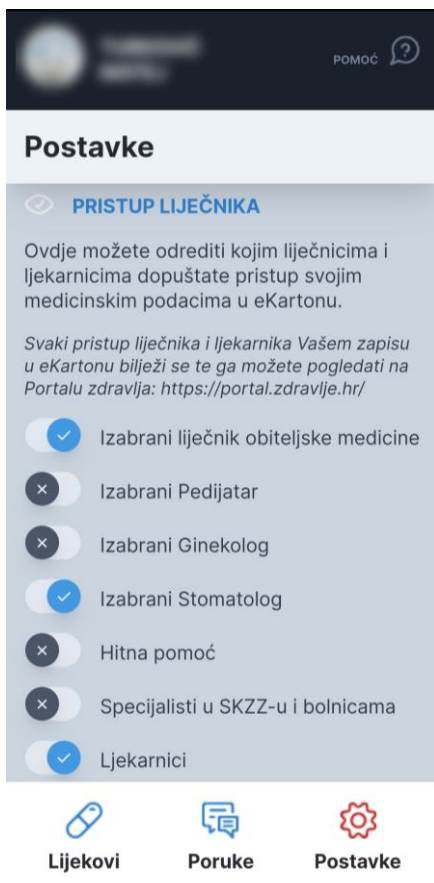 POMOĆ
Postavke
PRISTUP LIJEČNIKA
Ovdje možete odrediti kojim liječnicima i
ljekarnicima dopuštate pristup svojim
medicinskim podacima u eKartonu.
Svaki pristup liječnika i ljekarnika Vašem zapisu
u eKartonu bilježi se te ga možete pogledati na
Portalu zdravlja: https://portal.zdravlje.hr/
Izabrani liječnik obiteljske medicine
Izabrani Pedijatar
Izabrani Ginekolog
Izabrani Stomatolog
Hitna pomoć
Specijalisti u SKZZ-u i bolnicama
Ljekarnici
Lijekovi
Poruke
Postavke